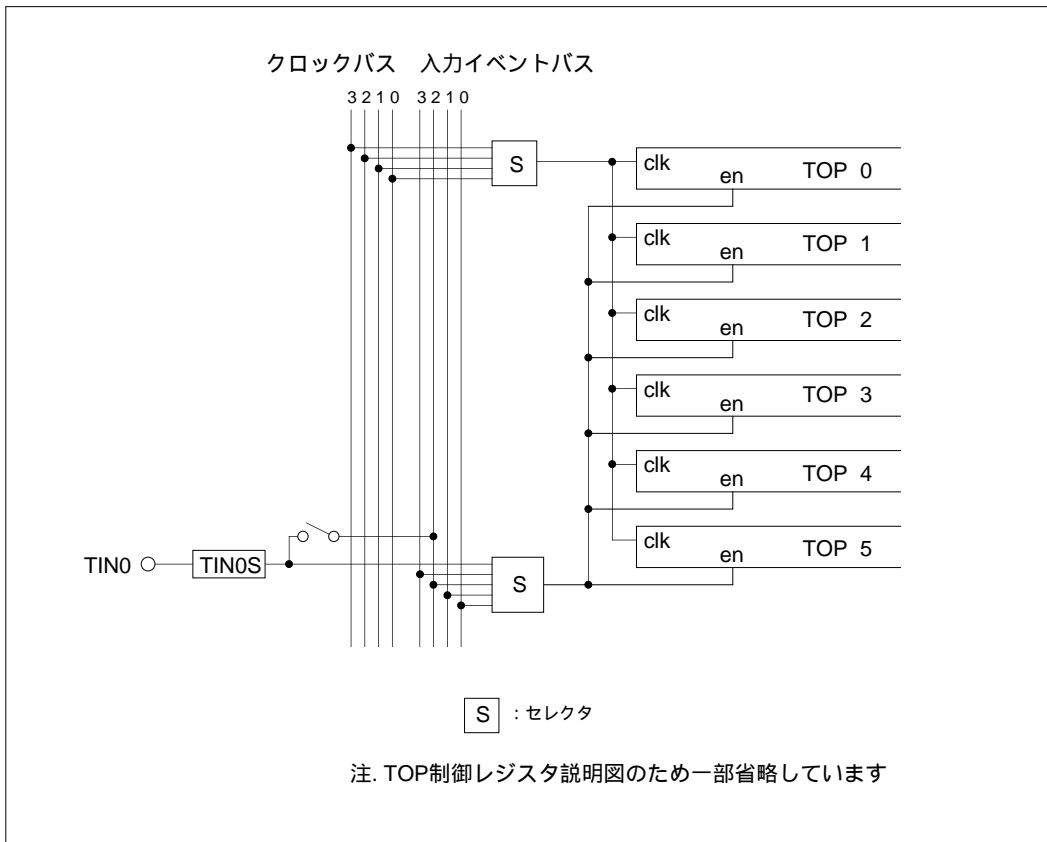 クロックバス 入力イベントバス
3 2 1 0 3 2 1 0
S
clk en TOP 0
clk en TOP 1
clk en TOP 2
clk en TOP 3
clk en TOP 4
clk en TOP 5
TIN0 TIN0S
S
S :セレクタ
注. TOP制御レジスタ説明図のため一部省略しています